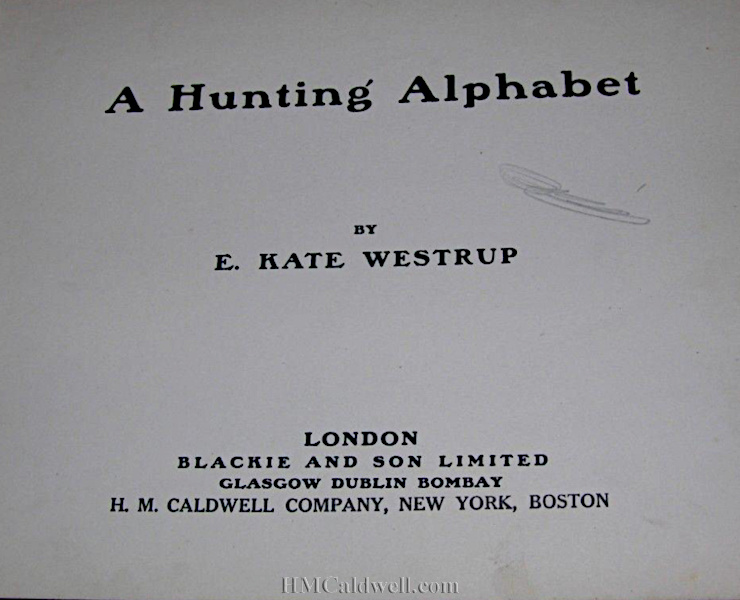 A Hunting Alphabet
BY
E. KATE WESTRUP
LONDON
BLACKIE AND SON LIMITED
GLASGOW DUBLIN BOMBAY
H. M. CALDWELL COMPANY, NEW YORK, BOSTON
HMCaldwell.com